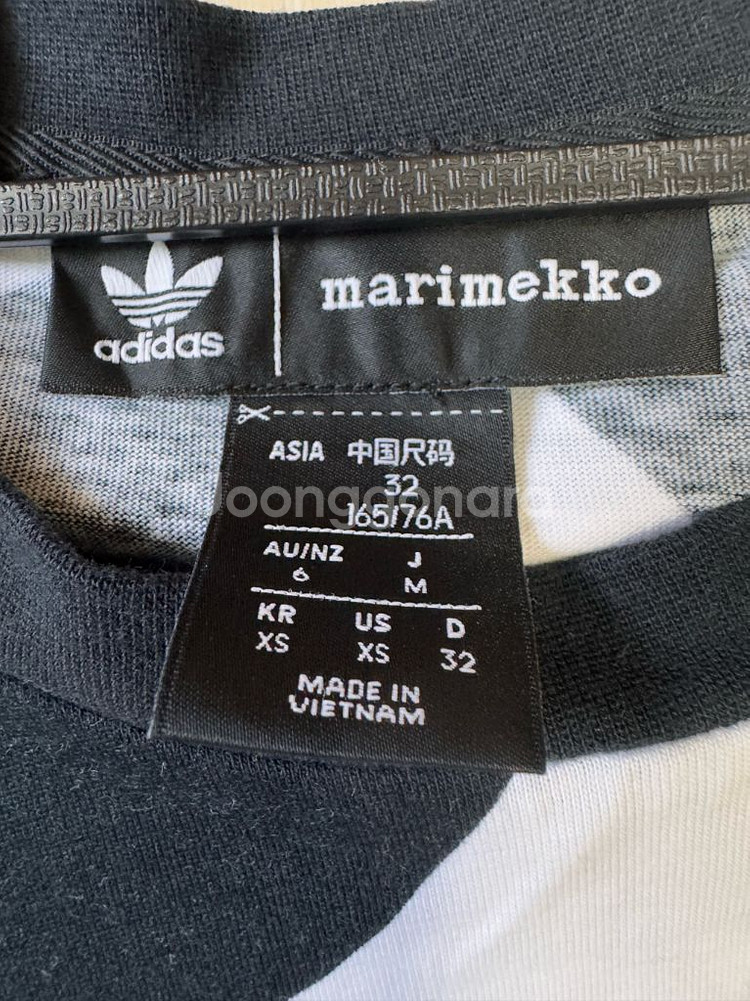 adidas
marimekko
ASIA 中国尺码
32
165/76A
AU/NZ J
6 M
KR US D
XS XS 32
MADE IN
VIETNAM
Joongonara